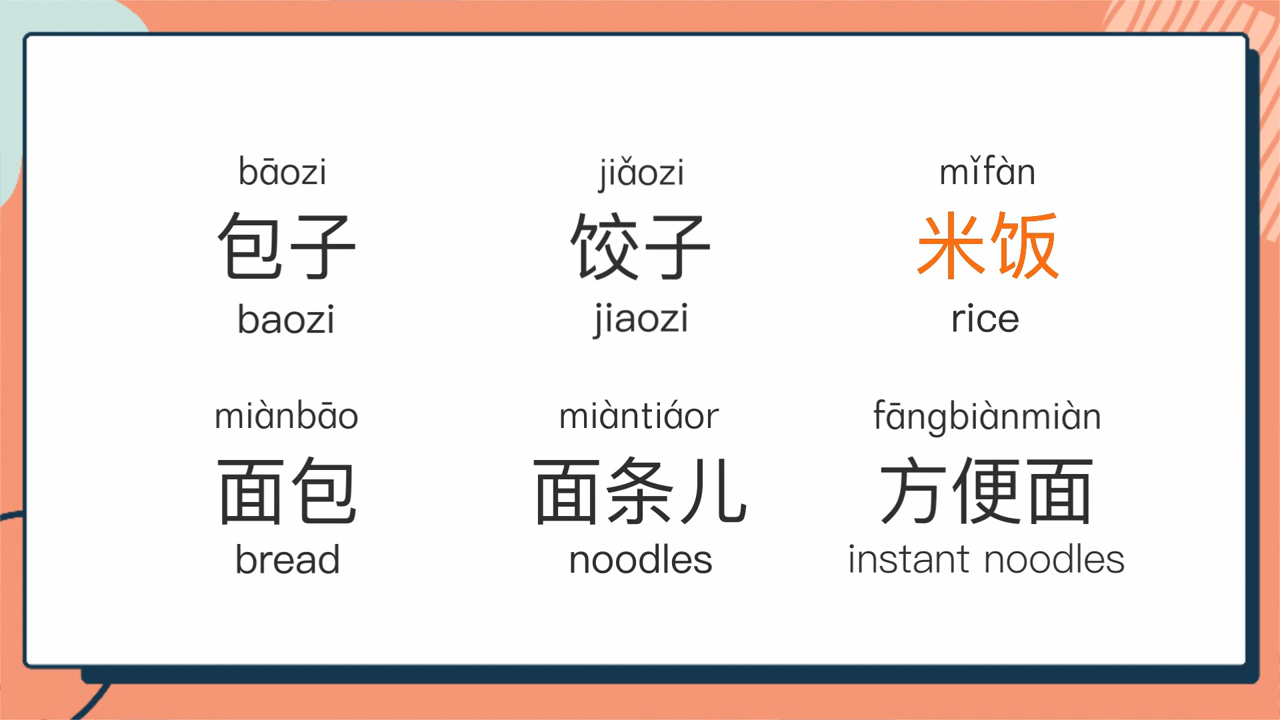 bāozi jiǎozi mǐfàn
包子 饺子 米饭
baozi jiaozi rice
miànbāo miàntiáor fāngbiànmiàn
面包 面条儿 方便面
bread noodles instant noodles